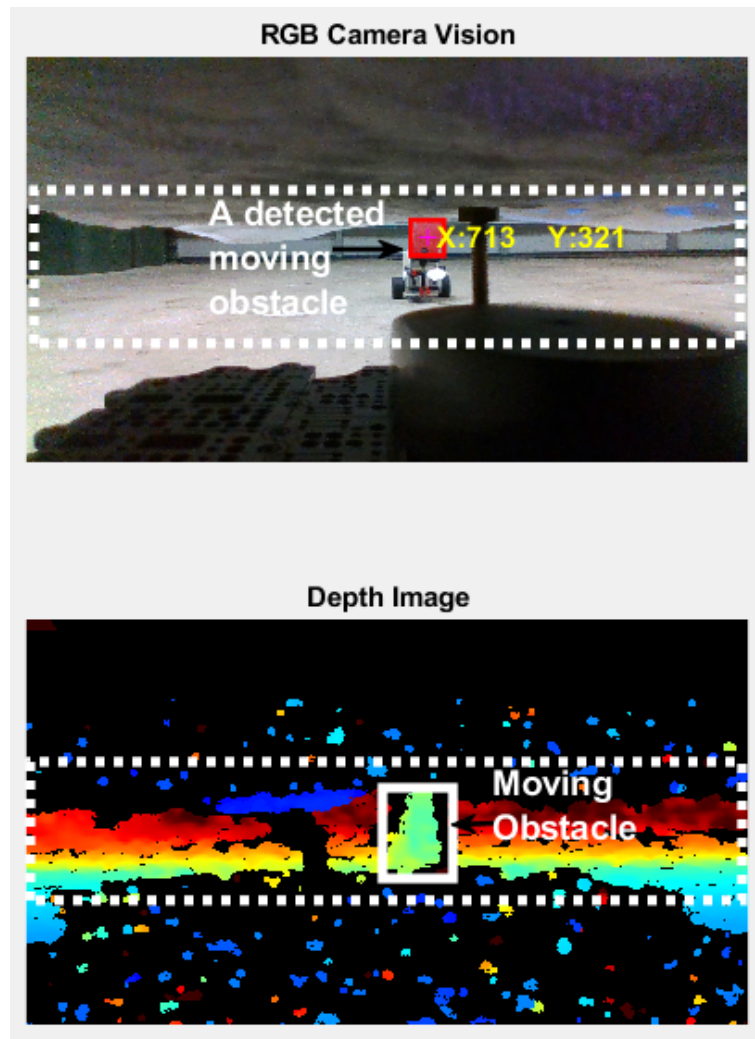 RGB Camera Vision
A detected
moving
obstacle
X:713 Y:321
Depth Image
Moving
Obstacle